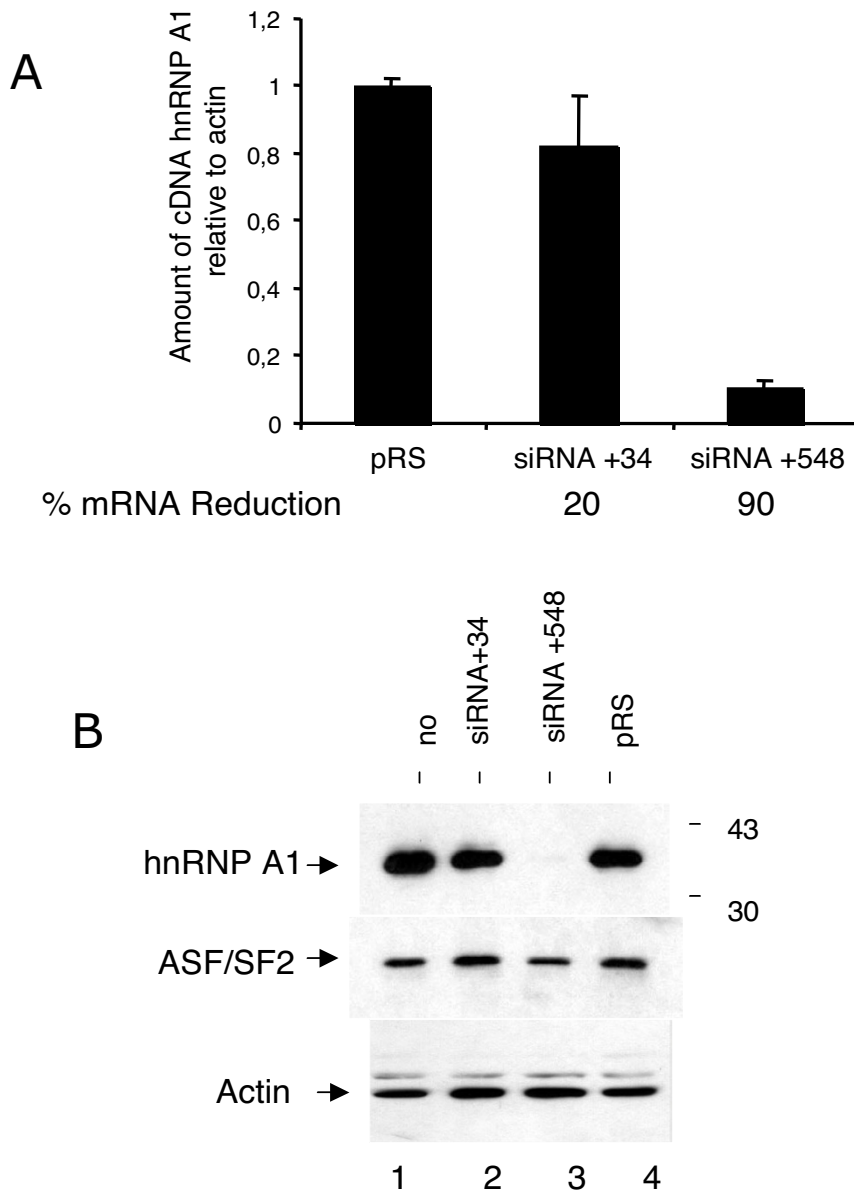 A
Amount of cDNA hnRNP A1
relative to actin
1,2
1
0,8
0,6
0,4
0,2
0
pRS siRNA +34 siRNA +548
% mRNA Reduction 20 90
B
– no
– siRNA+34
– siRNA +548
– pRS
hnRNP A1
– 43
– 30
ASF/SF2
Actin
1 2 3 4